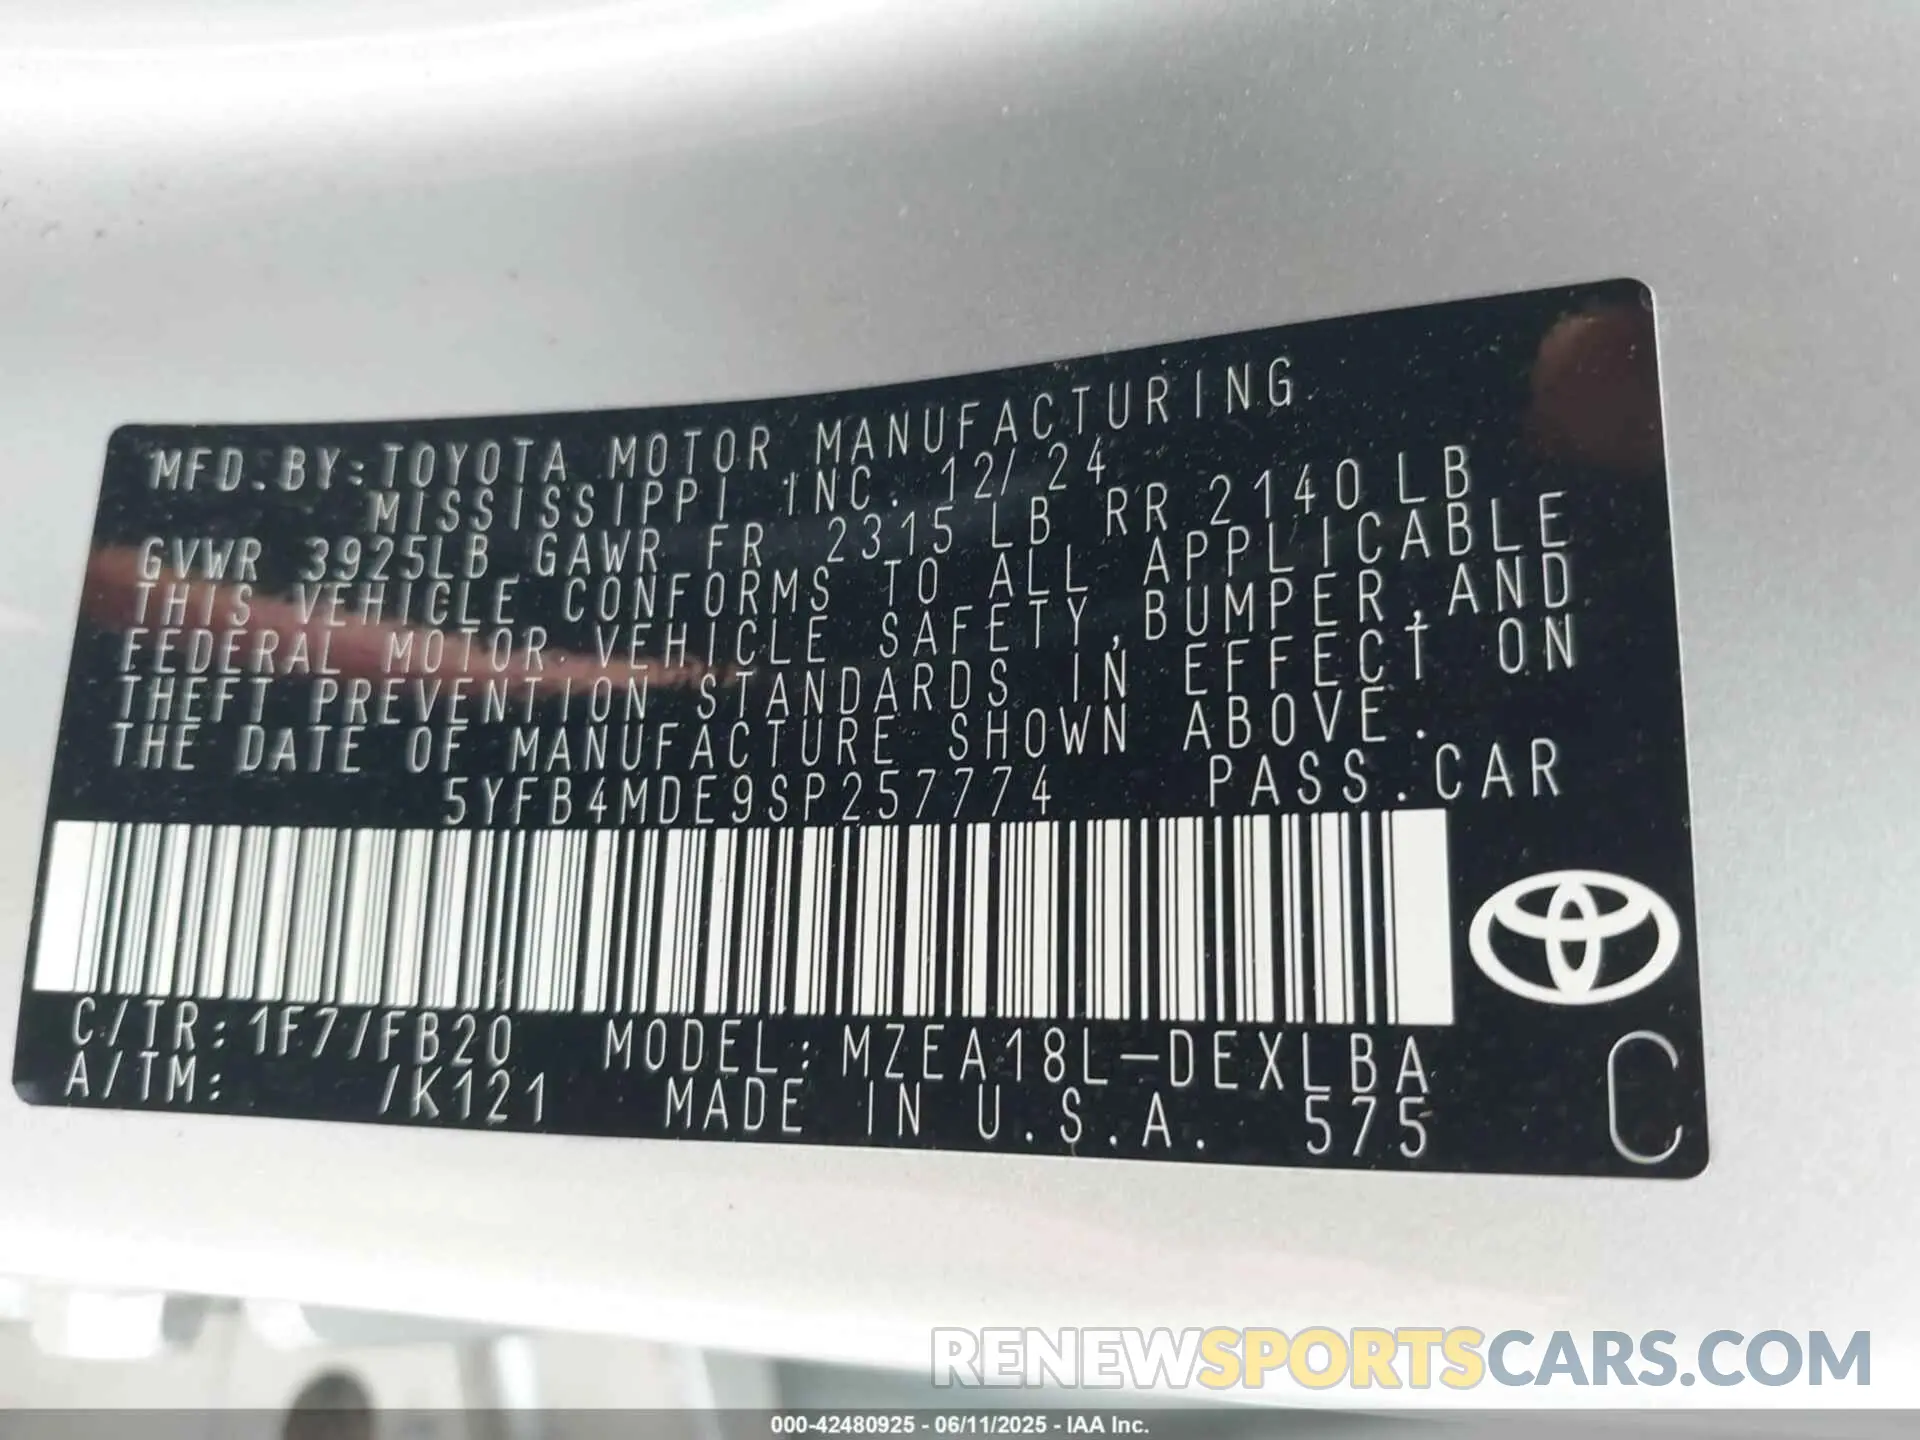 MFD.BY:TOYOTA MOTOR MANUFACTURING
MISSISSIPPI INC. 12/24
GVWR 3925LB GAWR FR 2315 LB RR 2140LB
THIS VEHICLE CONFORMS TO ALL APPLICABLE
FEDERAL MOTOR VEHICLE SAFETY,BUMPER,AND
THEFT PREVENTION STANDARDS IN EFFECT ON
THE DATE OF MANUFACTURE SHOWN ABOVE.
5YFB4MDE9SP257774 PASS.CAR
C/TR:1F7/FB20 MODEL:MZEA18L-DEXLBA
A/TM: /K121 MADE IN U.S.A. 575
C
RENEWSPORTSCARS.COM
000-42480925 - 06/11/2025 - IAA Inc.